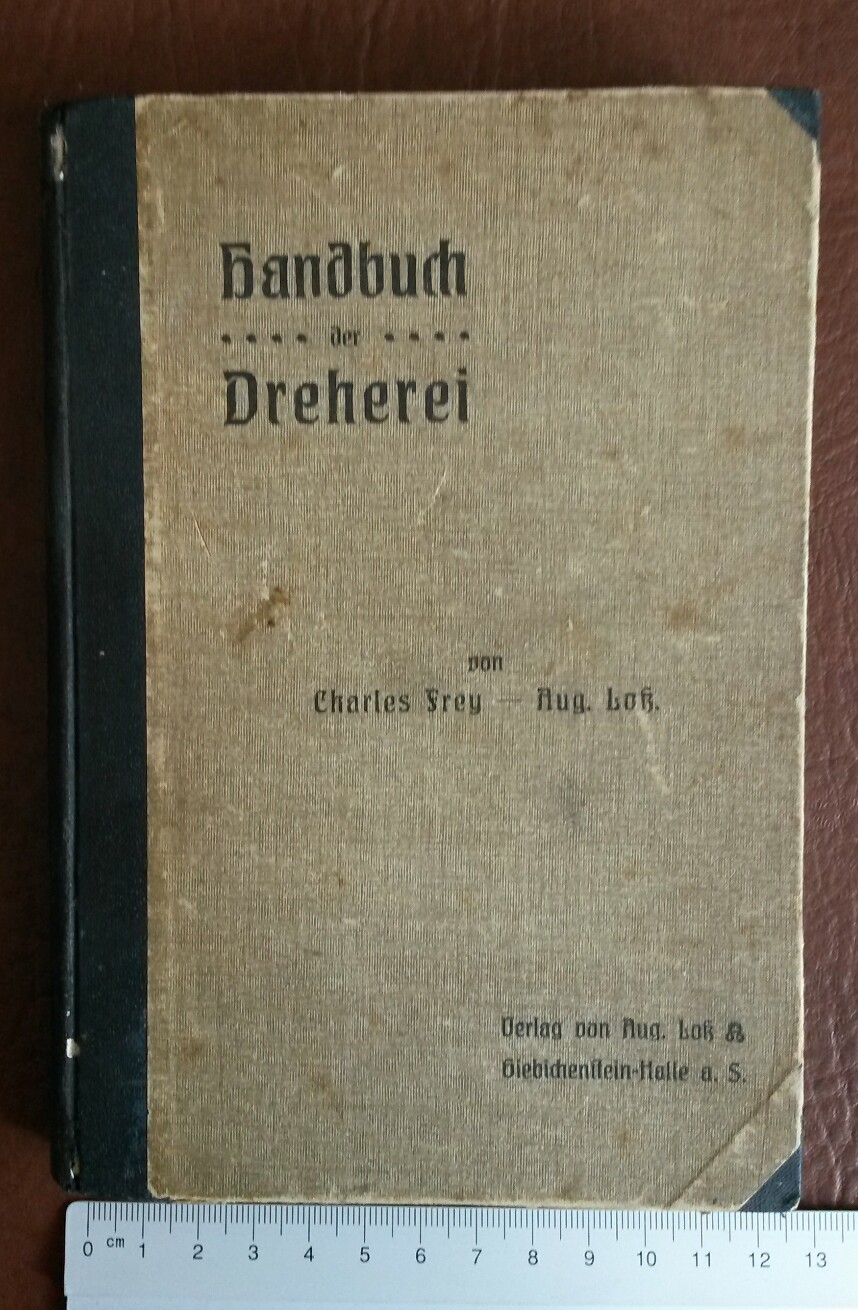 Handbuch
der
Dreherei
von
Charles Frey — Aug. Loß.
Verlag von Aug. Loß
Giebichenstein-Halle a. S.
0 cm 1 2 3 4 5 6 7 8 9 10 11 12 13